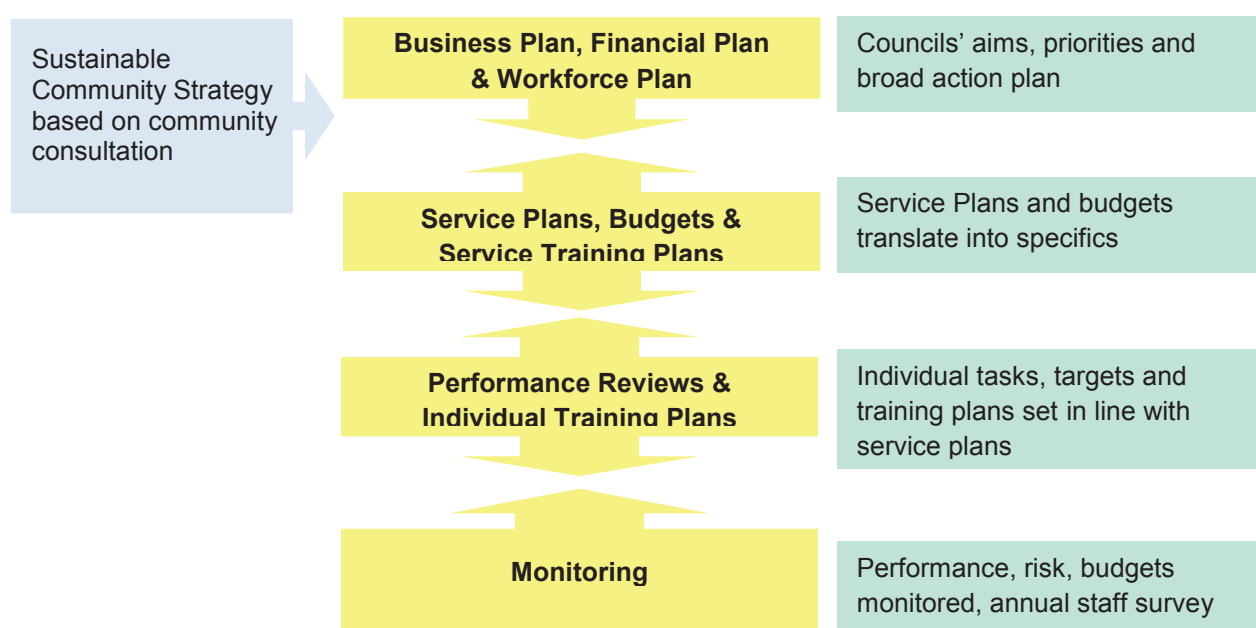 Sustainable
Community Strategy
based on community
consultation
Business Plan, Financial Plan
& Workforce Plan
Councils’ aims, priorities and
broad action plan
Service Plans, Budgets &
Service Training Plans
Service Plans and budgets
translate into specifics
Performance Reviews &
Individual Training Plans
Individual tasks, targets and
training plans set in line with
service plans
Monitoring
Performance, risk, budgets
monitored, annual staff survey